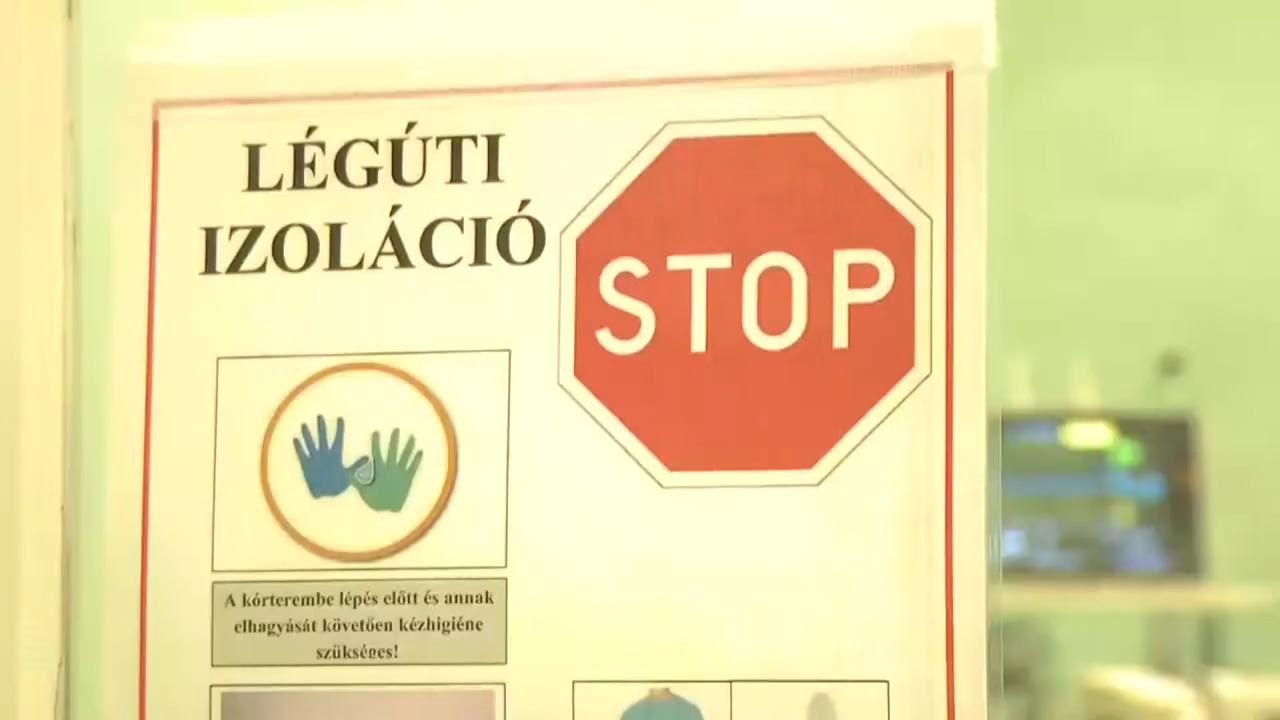 LÉGÚTI
IZOLÁCIÓ
STOP
A kórterembe lépés előtt és annak
elhagyását követően kézhigiéne
szükséges!